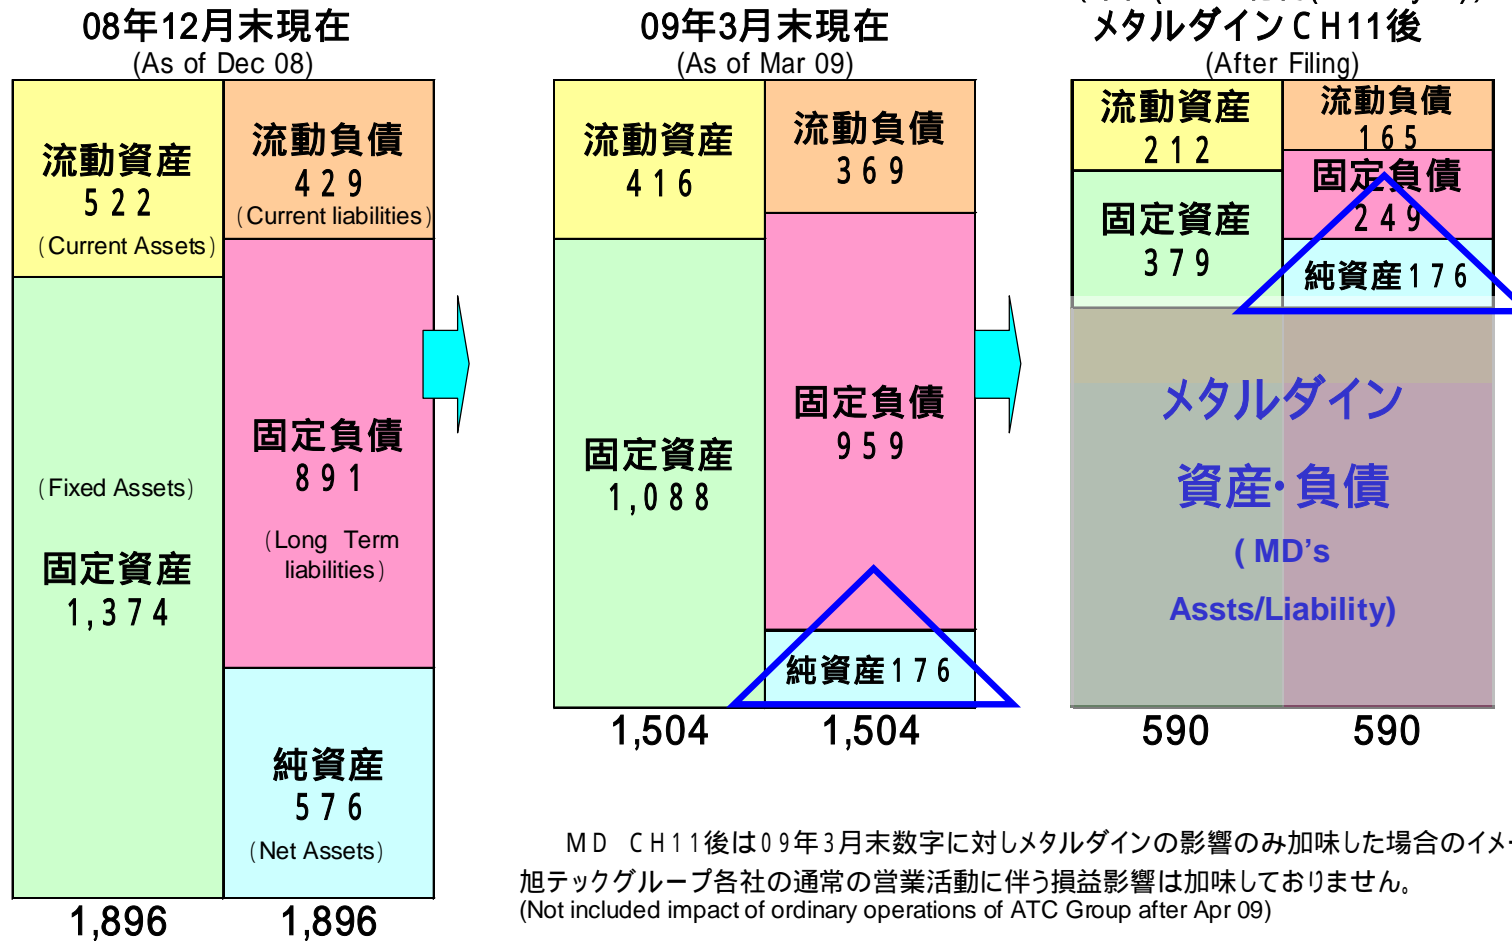 08年12月末現在
(As of Dec 08)
流動資産
522
(Current Assets)
(Fixed Assets)
固定資産
1,374
流動負債
429
(Current liabilities)
固定負債
891
(Long Term
liabilities)
純資産
576
(Net Assets)
1,896
1,896
09年3月末現在
(As of Mar 09)
流動資産
416
固定資産
1,088
流動負債
369
固定負債
959
純資産176
1,504
1,504
メタルダインCH11後
(After Filing)
流動資産
212
固定資産
379
流動負債
165
固定負債
249
純資産176
メタルダイン
資産・負債
( MD's
Assts/Liability)
590
590
MD CH11後は09年3月末数字に対しメタルダインの影響のみ加味した場合のイメー
旭テックグループ各社の通常の営業活動に伴う損益影響は加味しておりません。
(Not included impact of ordinary operations of ATC Group after Apr 09)